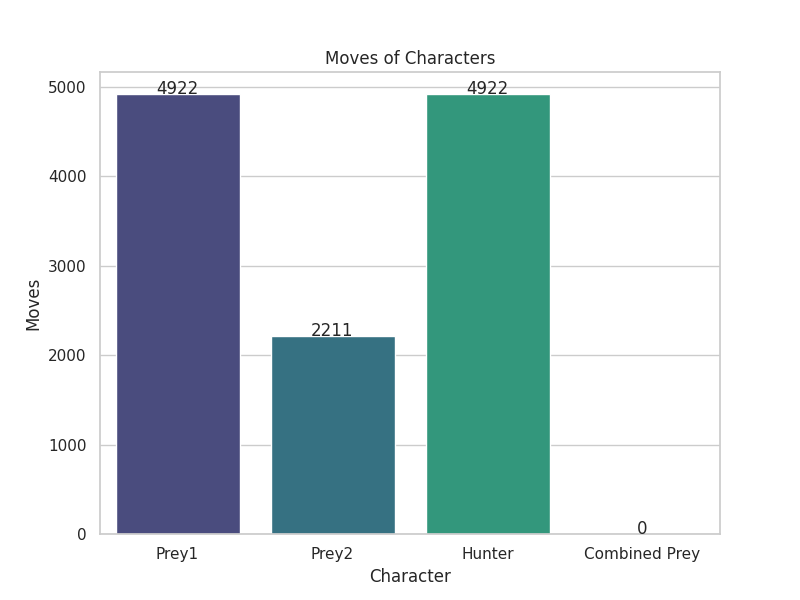 Moves of Characters
4922
2211
4922
0
5000
4000
3000
2000
1000
0
Moves
Prey1
Prey2
Hunter
Combined Prey
Character